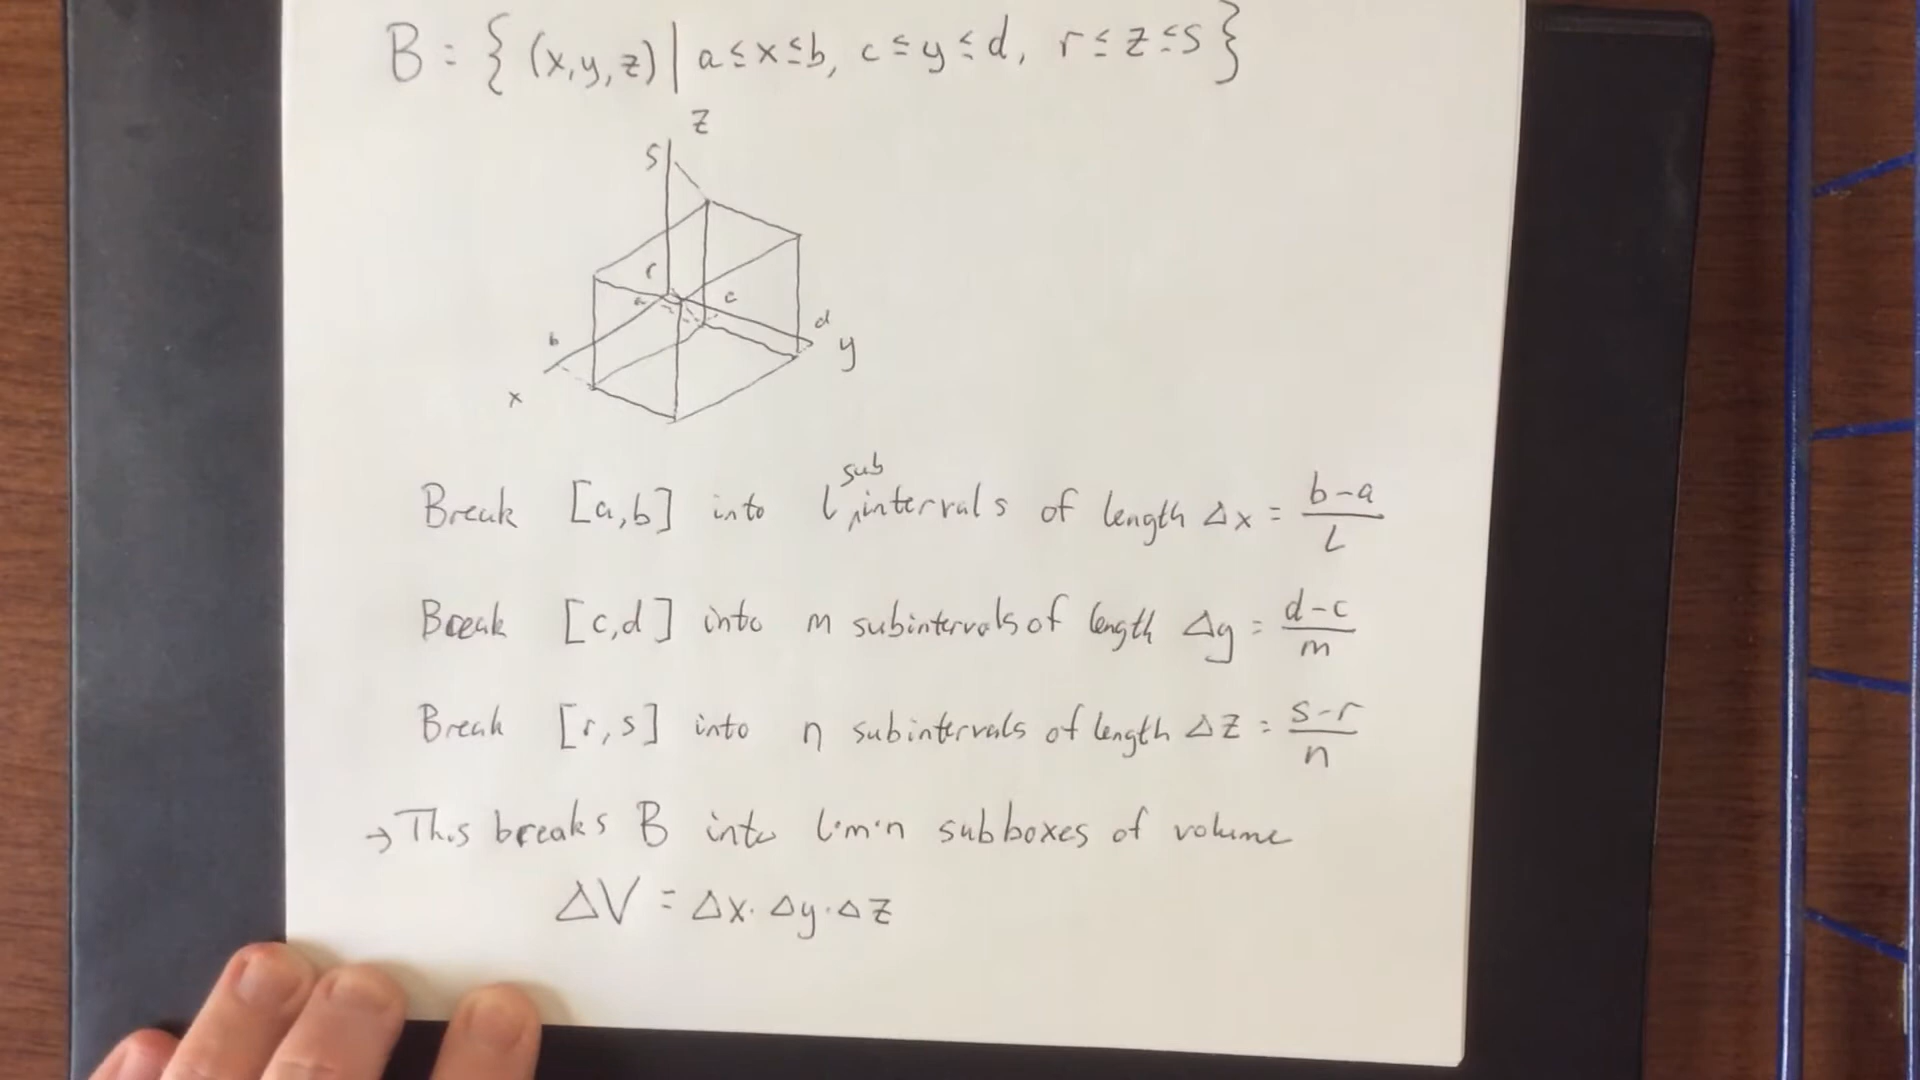 B = { (x,y,z) | a ≤ x ≤ b, c ≤ y ≤ d, r ≤ z ≤ s }
z
s
r
a
c
b
d
y
x
Break [a,b] into l subintervals of length Δx = b-a / L
Break [c,d] into m subintervals of length Δy = d-c / m
Break [r,s] into n subintervals of length Δz = s-r / n
→ This breaks B into l·m·n subboxes of volume
ΔV = Δx · Δy · Δz